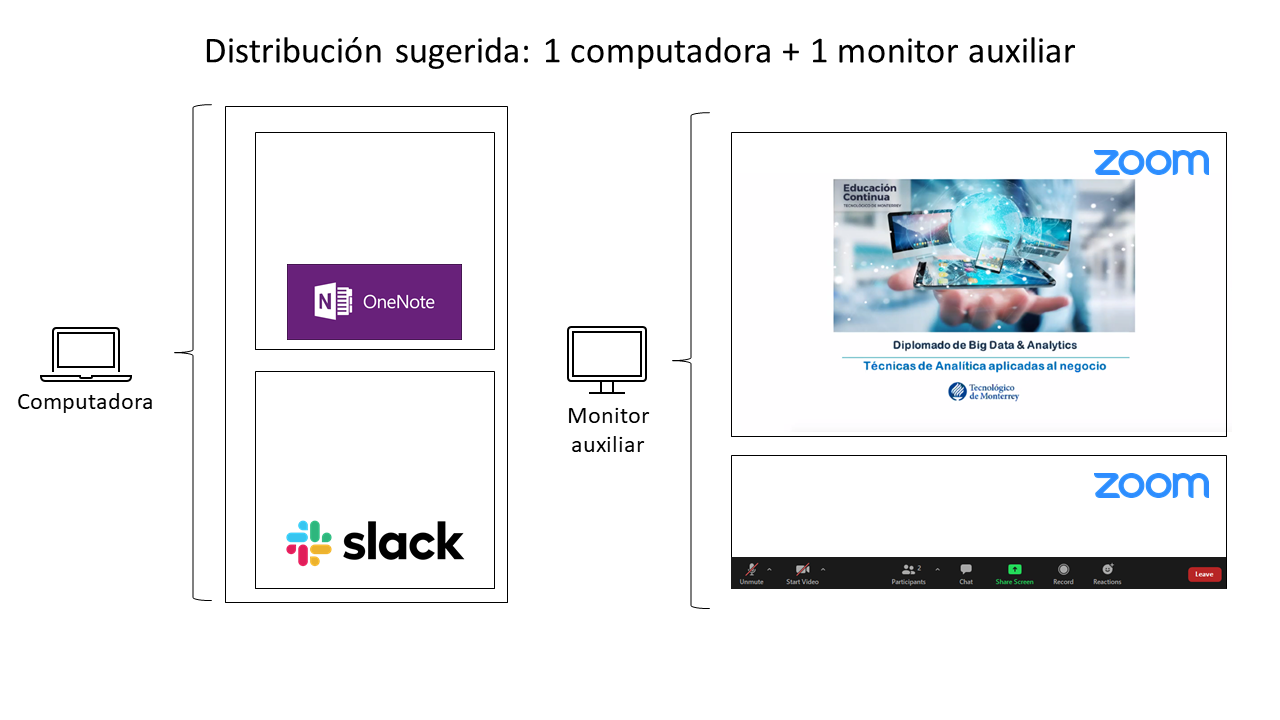 Distribución sugerida: 1 computadora + 1 monitor auxiliar
Computadora
N OneNote
slack
Monitor
auxiliar
zoom
Educación
Continua
TECNOLÓGICO DE MONTERREY
Diplomado de Big Data & Analytics
Técnicas de Analítica aplicadas al negocio
Tecnológico
de Monterrey
zoom
Unmute
Start Video
2
Participants
Chat
Share Screen
Record
Reactions
Leave